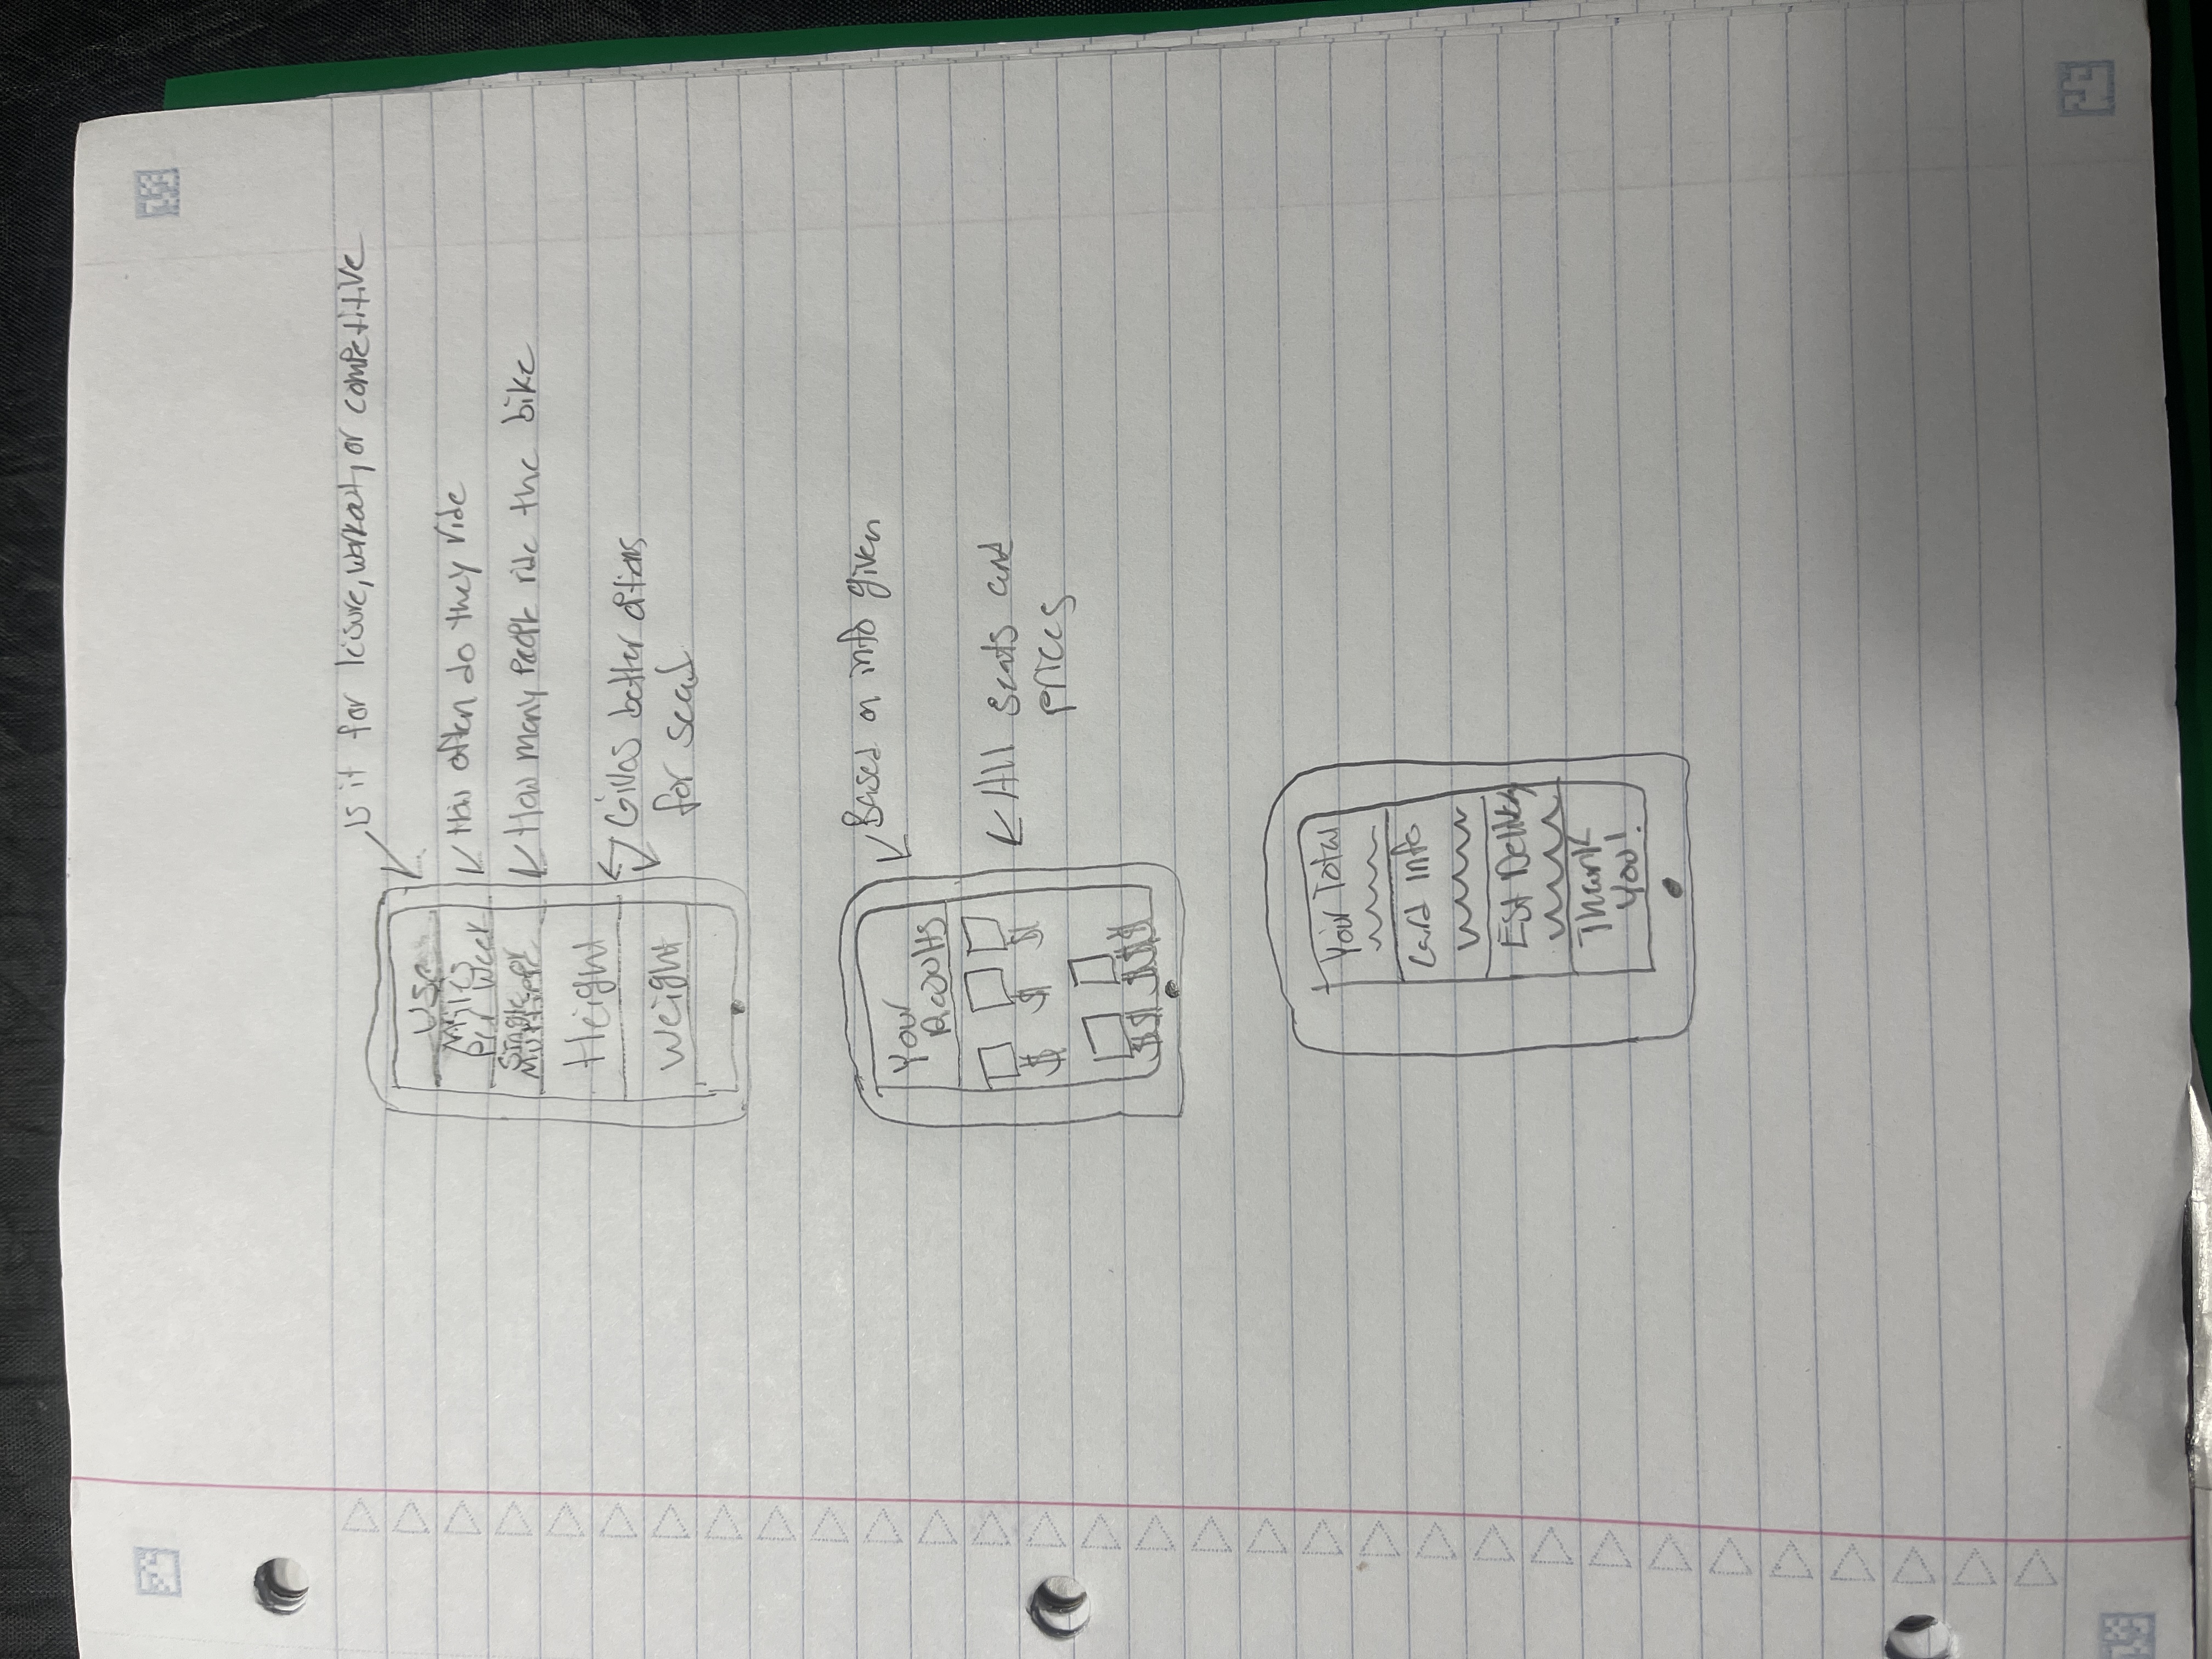 Is it for leisure, workout, or competitive
Use
Miles
Per Week
How often do they ride
Single or
Multiple
How many people ride the bike
Height
Gives better options
for seat
Weight
Based on info given
Your
Results
$ $ $
All seats and
prices
$$ $$$
Your Total
Card Info
Est Delivery
Thank
You!